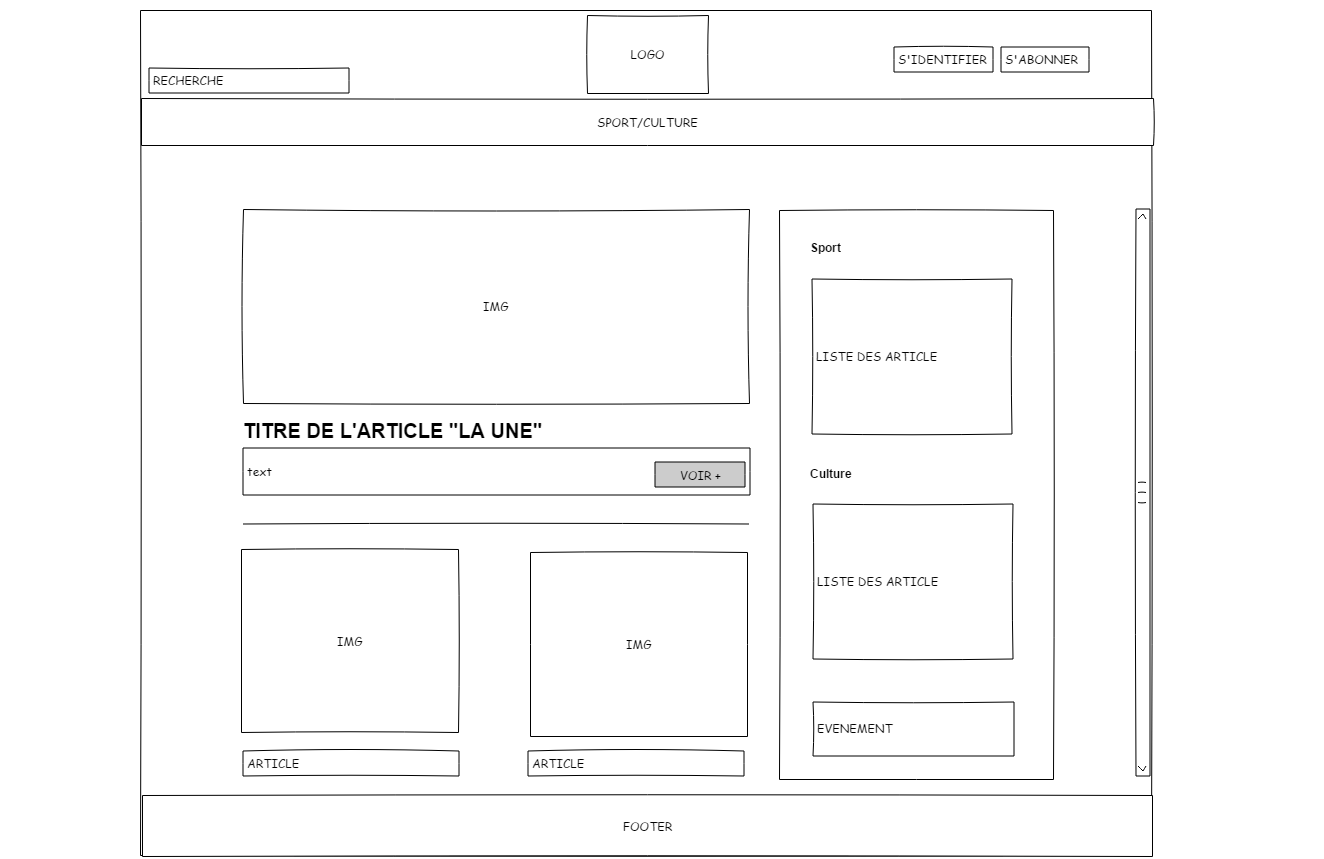 LOGO
S'IDENTIFIER
S'ABONNER
RECHERCHE
SPORT/CULTURE
IMG
TITRE DE L'ARTICLE "LA UNE"
text
VOIR +
IMG
IMG
ARTICLE
ARTICLE
Sport
LISTE DES ARTICLE
Culture
LISTE DES ARTICLE
EVENEMENT
FOOTER